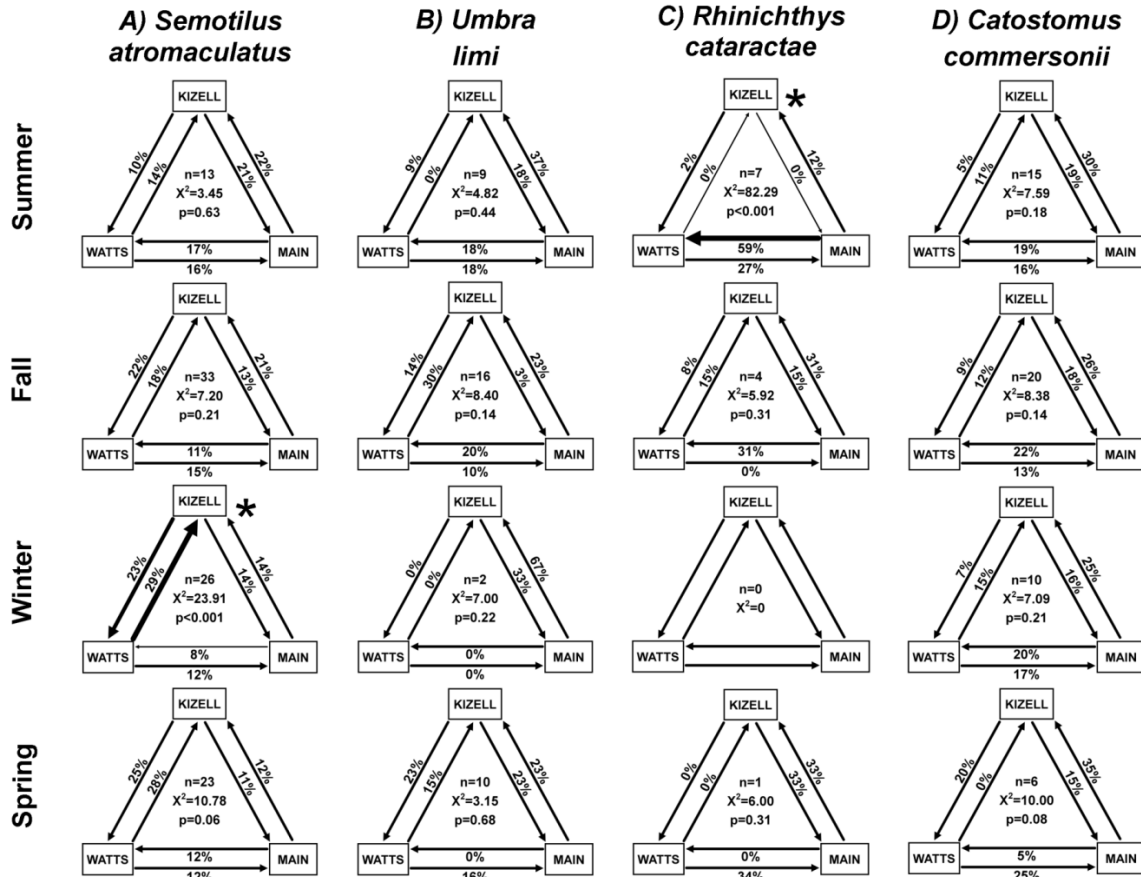 A) Semotilus
atromaculatus
B) Umbra
limi
C) Rhinichthys
cataractae
D) Catostomus
commersonii
Summer
KIZELL
10%
14%
21%
22%
n=13
X²=3.45
p=0.63
WATTS
17%
16%
MAIN
KIZELL
9%
0%
18%
37%
n=9
X²=4.82
p=0.44
WATTS
18%
18%
MAIN
KIZELL *
2%
0%
0%
12%
n=7
X²=82.29
p<0.001
WATTS
59%
27%
MAIN
KIZELL
5%
11%
19%
30%
n=15
X²=7.59
p=0.18
WATTS
19%
16%
MAIN
Fall
KIZELL
22%
18%
13%
21%
n=33
X²=7.20
p=0.21
WATTS
11%
15%
MAIN
KIZELL
14%
30%
3%
23%
n=16
X²=8.40
p=0.14
WATTS
20%
10%
MAIN
KIZELL
8%
15%
15%
31%
n=4
X²=5.92
p=0.31
WATTS
31%
0%
MAIN
KIZELL
9%
12%
18%
26%
n=20
X²=8.38
p=0.14
WATTS
22%
13%
MAIN
Winter
KIZELL *
23%
29%
14%
14%
n=26
X²=23.91
p<0.001
WATTS
8%
12%
MAIN
KIZELL
0%
0%
33%
67%
n=2
X²=7.00
p=0.22
WATTS
0%
0%
MAIN
KIZELL
n=0
X²=0
WATTS
MAIN
KIZELL
7%
15%
16%
25%
n=10
X²=7.09
p=0.21
WATTS
20%
17%
MAIN
Spring
KIZELL
25%
28%
11%
12%
n=23
X²=10.78
p=0.06
WATTS
12%
12%
MAIN
KIZELL
23%
15%
23%
23%
n=10
X²=3.15
p=0.68
WATTS
0%
16%
MAIN
KIZELL
0%
0%
33%
33%
n=1
X²=6.00
p=0.31
WATTS
0%
34%
MAIN
KIZELL
20%
0%
15%
35%
n=6
X²=10.00
p=0.08
WATTS
5%
25%
MAIN